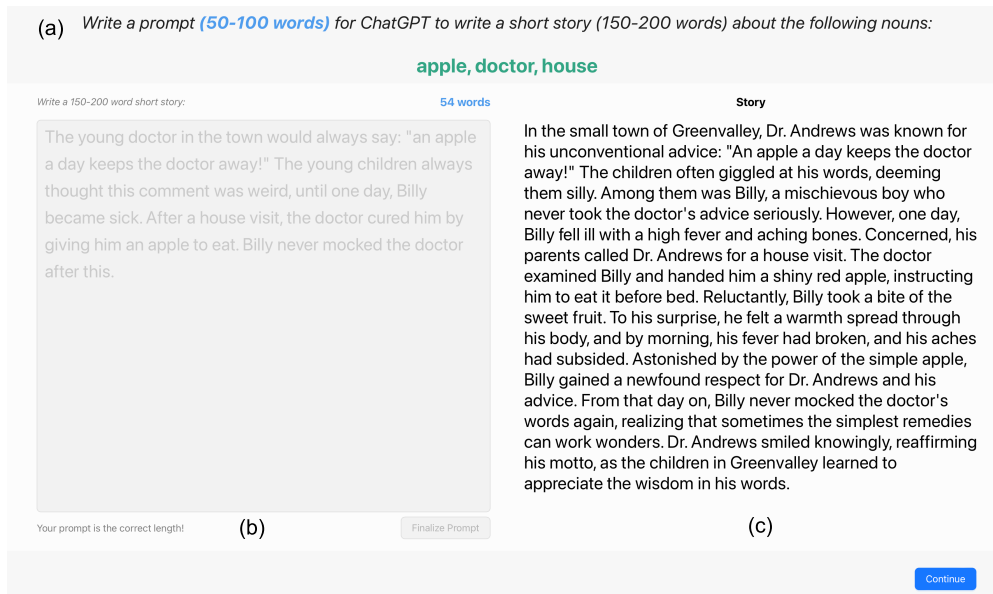 (a) Write a prompt (50-100 words) for ChatGPT to write a short story (150-200 words) about the following nouns:
apple, doctor, house
Write a 150-200 word short story:
54 words
The young doctor in the town would always say: "an apple
a day keeps the doctor away!" The young children always
thought this comment was weird, until one day, Billy
became sick. After a house visit, the doctor cured him by
giving him an apple to eat. Billy never mocked the doctor
after this.
Your prompt is the correct length!
(b)
Finalize Prompt
Story
In the small town of Greenvalley, Dr. Andrews was known for
his unconventional advice: "An apple a day keeps the doctor
away!" The children often giggled at his words, deeming
them silly. Among them was Billy, a mischievous boy who
never took the doctor's advice seriously. However, one day,
Billy fell ill with a high fever and aching bones. Concerned, his
parents called Dr. Andrews for a house visit. The doctor
examined Billy and handed him a shiny red apple, instructing
him to eat it before bed. Reluctantly, Billy took a bite of the
sweet fruit. To his surprise, he felt a warmth spread through
his body, and by morning, his fever had broken, and his aches
had subsided. Astonished by the power of the simple apple,
Billy gained a newfound respect for Dr. Andrews and his
advice. From that day on, Billy never mocked the doctor's
words again, realizing that sometimes the simplest remedies
can work wonders. Dr. Andrews smiled knowingly, reaffirming
his motto, as the children in Greenvalley learned to
appreciate the wisdom in his words.
(c)
Continue